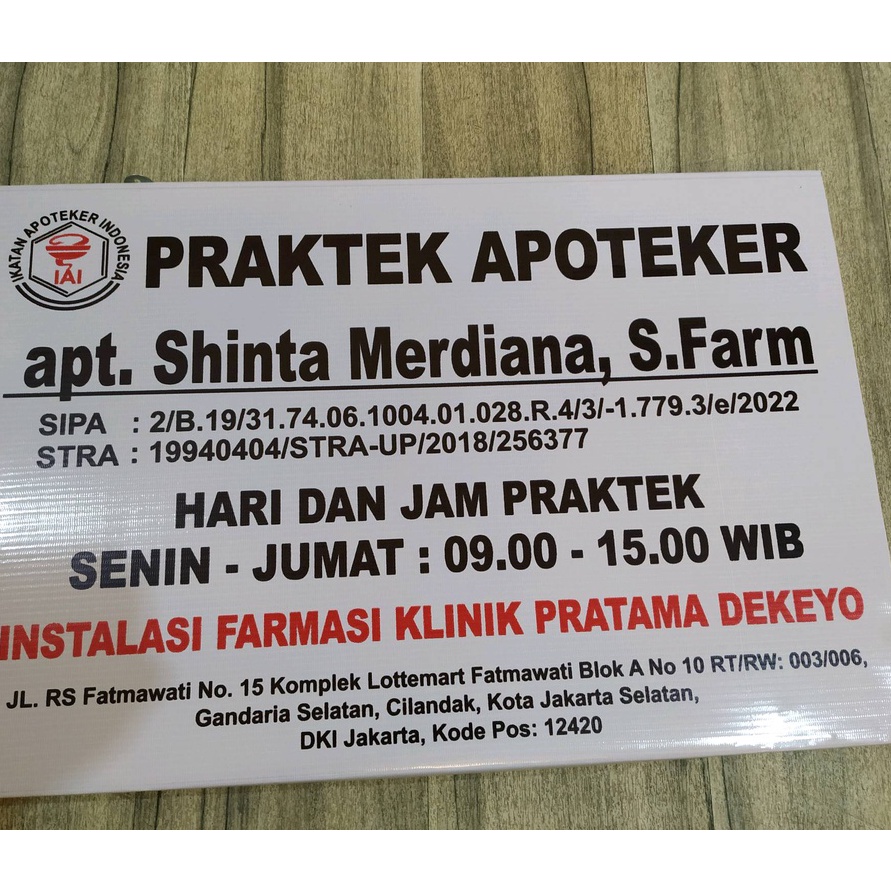 IKATAN APOTEKER INDONESIA
IAI
PRAKTEK APOTEKER
apt. Shinta Merdiana, S.Farm
SIPA : 2/B.19/31.74.06.1004.01.028.R.4/3/-1.779.3/e/2022
STRA : 19940404/STRA-UP/2018/256377
HARI DAN JAM PRAKTEK
SENIN - JUMAT : 09.00 - 15.00 WIB
INSTALASI FARMASI KLINIK PRATAMA DEKEYO
JL. RS Fatmawati No. 15 Komplek Lottemart Fatmawati Blok A No 10 RT/RW: 003/006,
Gandaria Selatan, Cilandak, Kota Jakarta Selatan,
DKI Jakarta, Kode Pos: 12420